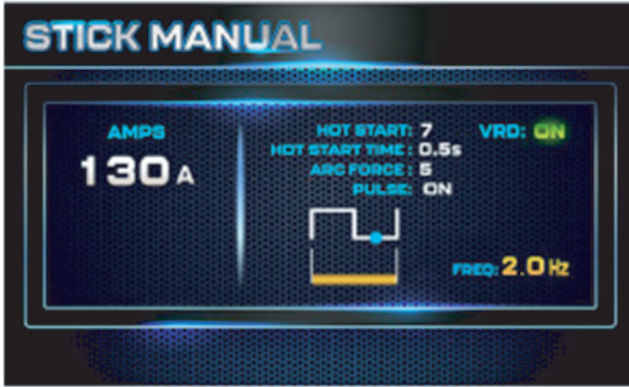 STICK MANUAL
AMPS
130 A
HOT START: 7
HOT START TIME : 0.5s
ARC FORCE : 5
PULSE: ON
VRD: ON
FREQ: 2.0 Hz